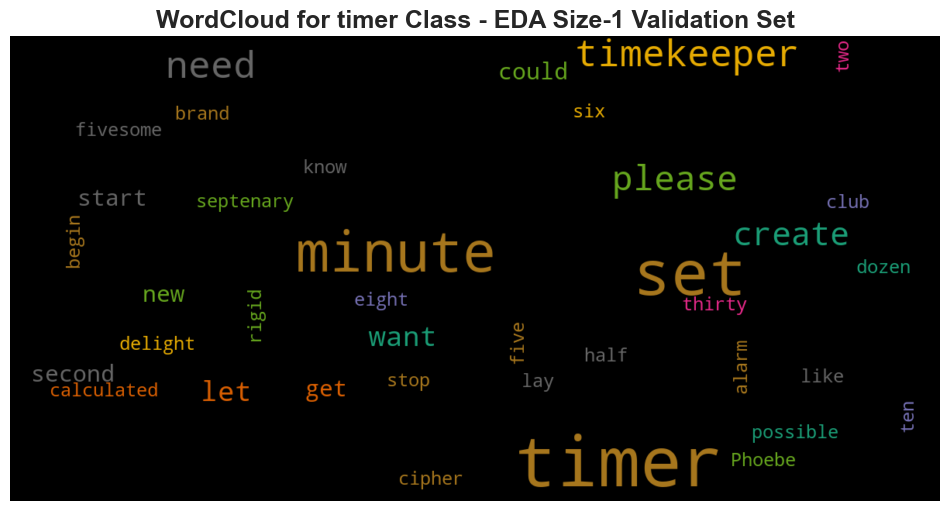 WordCloud for timer Class - EDA Size-1 Validation Set
need
could
timekeeper
two
brand
six
fivesome
know
please
start
septenary
club
begin
minute
create
set
dozen
new
rigid
eight
thirty
delight
want
five
half
alarm
second
calculated
let
get
stop
lay
like
ten
possible
timer
Phoebe
cipher